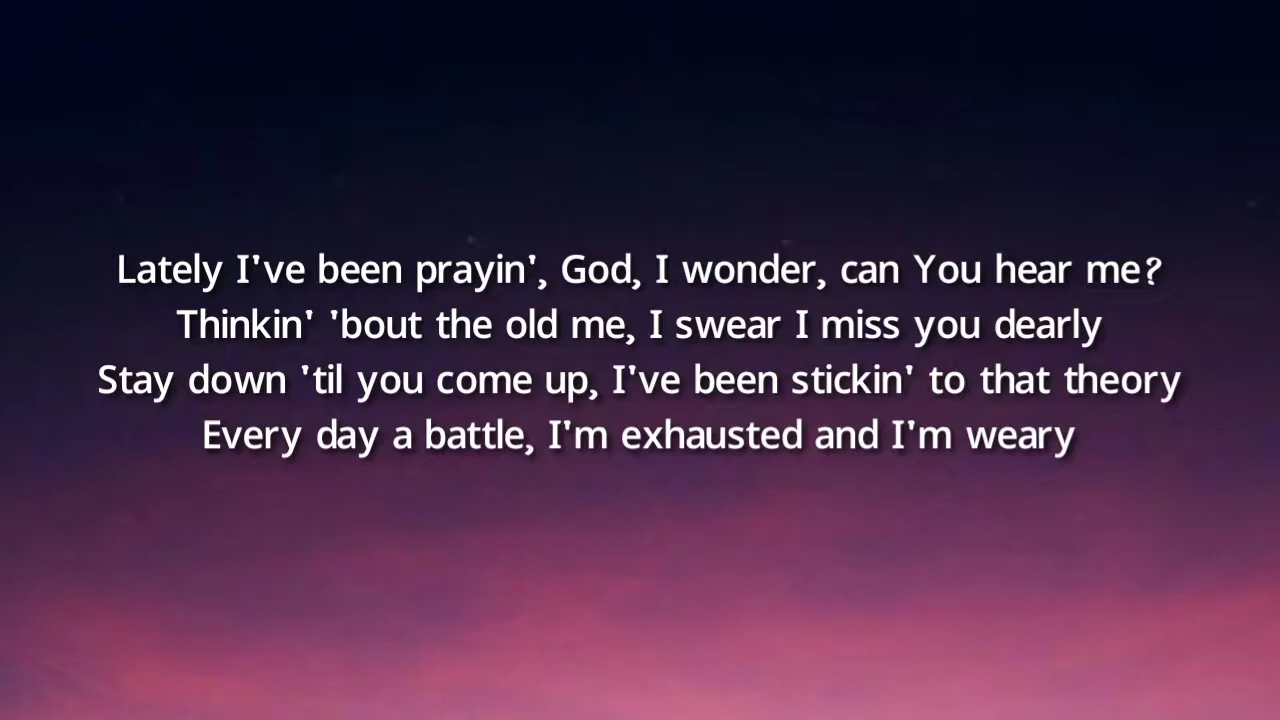 Lately I've been prayin', God, I wonder, can You hear me?
Thinkin' 'bout the old me, I swear I miss you dearly
Stay down 'til you come up, I've been stickin' to that theory
Every day a battle, I'm exhausted and I'm weary